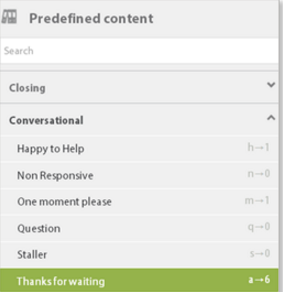 Predefined content
Search
Closing
Conversational
Happy to Help h→1
Non Responsive n→0
One moment please m→1
Question q→0
Staller s→0
Thanks for waiting a→6